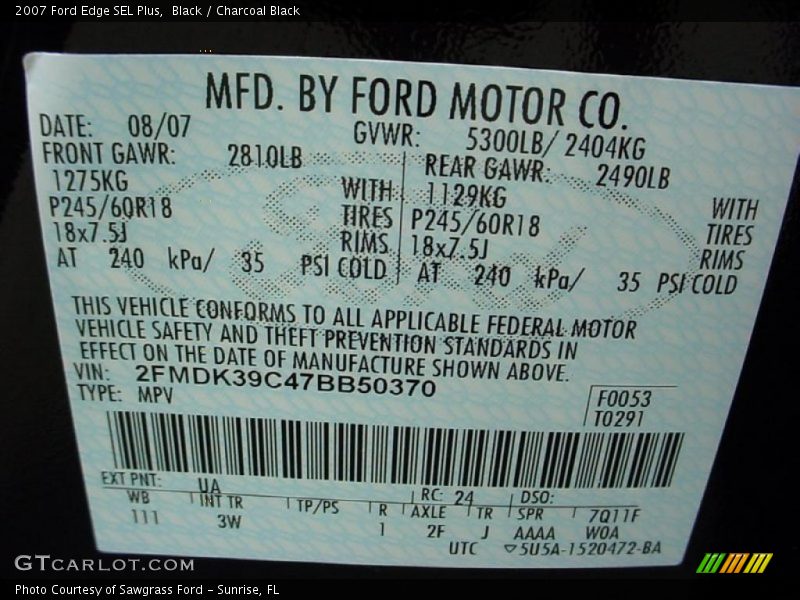 2007 Ford Edge SEL Plus,  Black / Charcoal Black
MFD. BY FORD MOTOR CO.
DATE: 08/07 GVWR: 5300LB/ 2404KG
FRONT GAWR: 2810LB REAR GAWR: 2490LB
1275KG WITH 1129KG WITH
P245/60R18 TIRES P245/60R18 TIRES
18x7.5J RIMS 18x7.5J RIMS
AT 240 kPa/ 35 PSI COLD AT 240 kPa/ 35 PSI COLD
THIS VEHICLE CONFORMS TO ALL APPLICABLE FEDERAL MOTOR
VEHICLE SAFETY AND THEFT PREVENTION STANDARDS IN
EFFECT ON THE DATE OF MANUFACTURE SHOWN ABOVE.
VIN: 2FMDK39C47BB50370
TYPE: MPV
F0053
T0291
EXT PNT: UA RC: 24 DSO:
WB INT TR TP/PS R AXLE TR SPR 7Q11F
111 3W 1 2F J AAAA WOA
UTC ▽5U5A-1520472-BA
GTCARLOT.COM
Photo Courtesy of Sawgrass Ford - Sunrise, FL